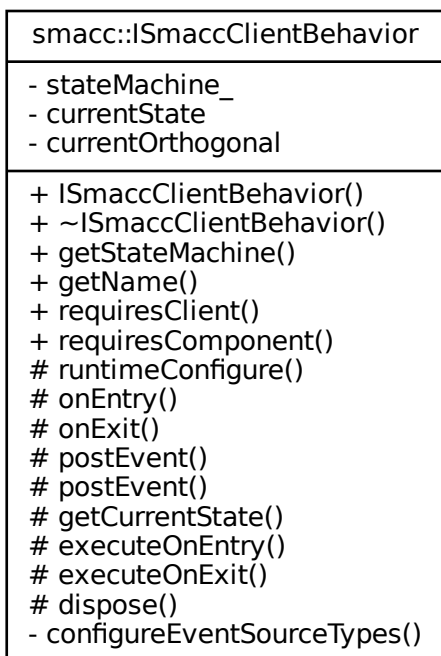 smacc::ISmaccClientBehavior
- stateMachine_
- currentState
- currentOrthogonal
+ ISmaccClientBehavior()
+ ~ISmaccClientBehavior()
+ getStateMachine()
+ getName()
+ requiresClient()
+ requiresComponent()
# runtimeConfigure()
# onEntry()
# onExit()
# postEvent()
# postEvent()
# getCurrentState()
# executeOnEntry()
# executeOnExit()
# dispose()
- configureEventSourceTypes()